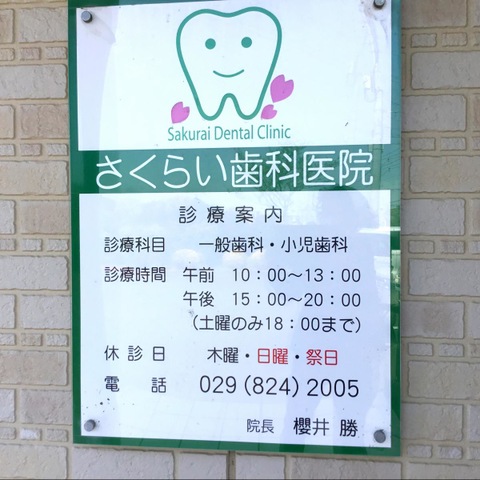 Sakurai Dental Clinic
さくらい歯科医院
診療案内
診療科目 一般歯科・小児歯科
診療時間 午前 10：00〜13：00
午後 15：00〜20：00
（土曜のみ18：00まで）
休診日 木曜・日曜・祭日
電話 029（824）2005
院長 櫻井 勝